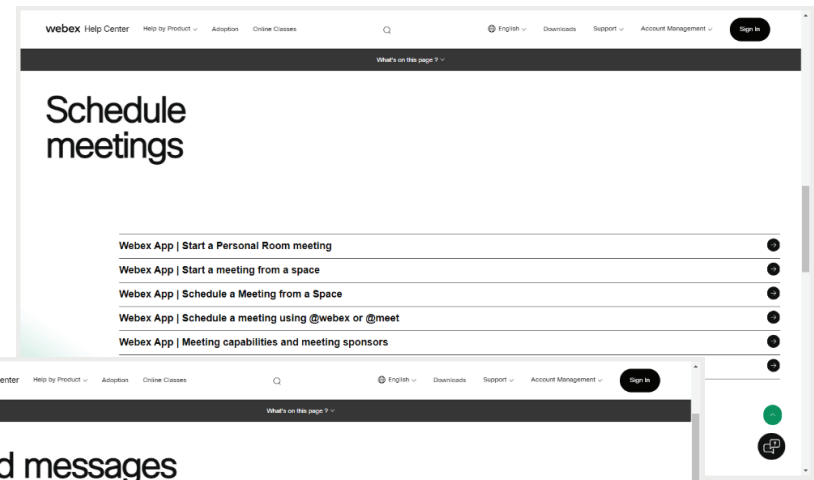 webex Help Center Help by Product Adoption Online Classes English Downloads Support Account Management Sign In
What's on this page ?
Schedule
meetings
Webex App | Start a Personal Room meeting
Webex App | Start a meeting from a space
Webex App | Schedule a Meeting from a Space
Webex App | Schedule a meeting using @webex or @meet
Webex App | Meeting capabilities and meeting sponsors
enter Help by Product Adoption Online Classes English Downloads Support Account Management Sign In
What's on this page ?
d messages